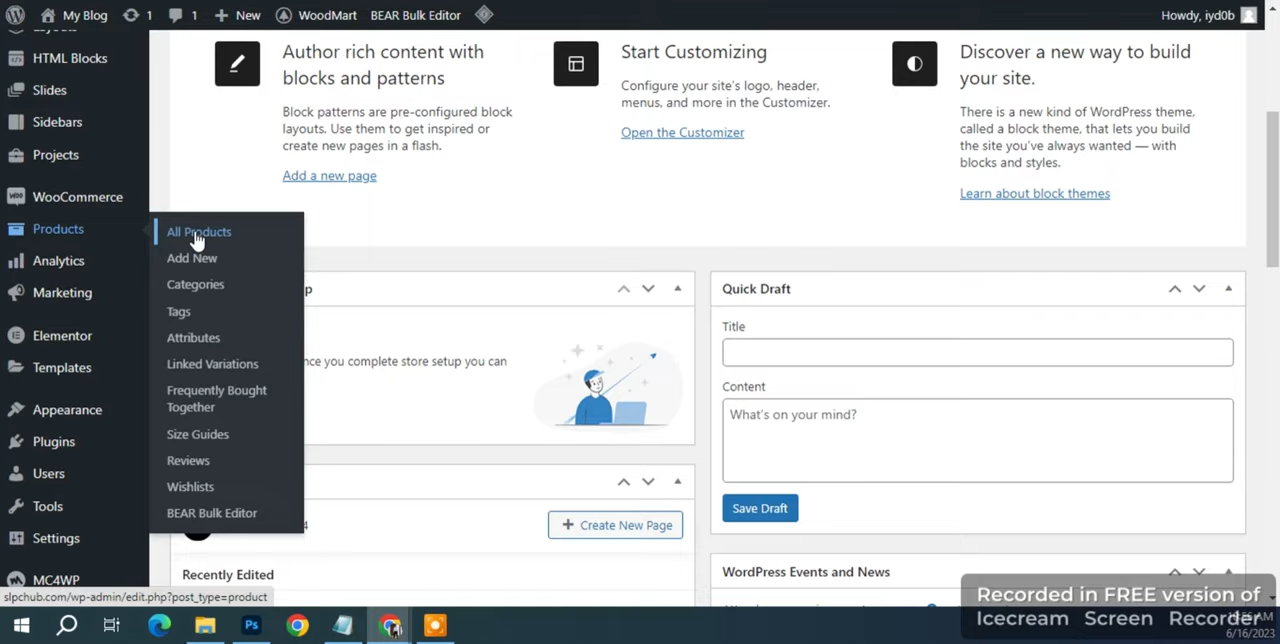 My Blog 1 1 New WoodMart BEAR Bulk Editor Howdy, iyd0b
HTML Blocks
Slides
Sidebars
Projects
WooCommerce
Products
Analytics
Marketing
Elementor
Templates
Appearance
Plugins
Users
Tools
Settings
MC4WP
All Products
Add New
Categories
Tags
Attributes
Linked Variations
Frequently Bought
Together
Size Guides
Reviews
Wishlists
BEAR Bulk Editor
Author rich content with
blocks and patterns
Block patterns are pre-configured block
layouts. Use them to get inspired or
create new pages in a flash.
Add a new page
Start Customizing
Configure your site's logo, header,
menus, and more in the Customizer.
Open the Customizer
Discover a new way to build
your site.
There is a new kind of WordPress theme,
called a block theme, that lets you build
the site you've always wanted — with
blocks and styles.
Learn about block themes
you complete store setup you can
Create New Page
Recently Edited
Quick Draft
Title
Content
What's on your mind?
Save Draft
WordPress Events and News
slpchub.com/wp-admin/edit.php?post_type=product
Recorded in FREE version of
Icecream Screen Recorder
6/16/2023